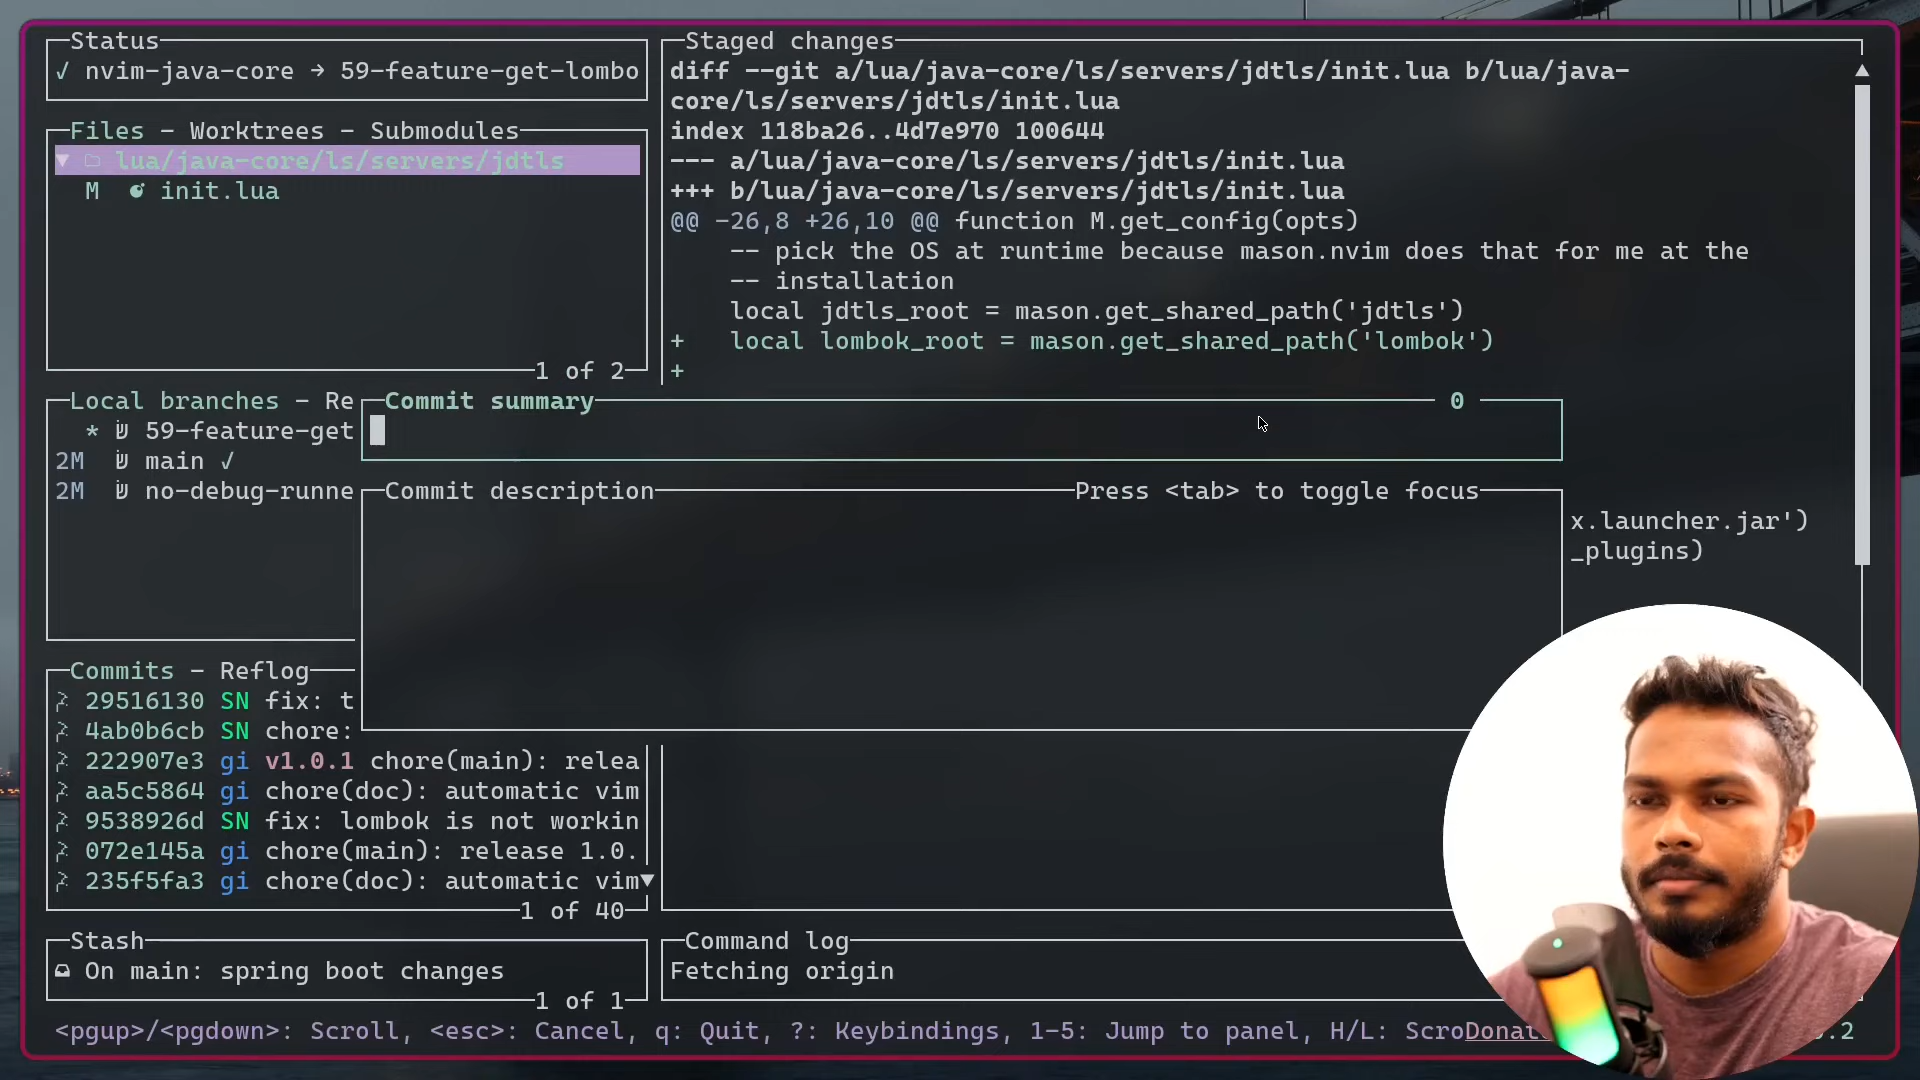 Status
✓ nvim-java-core → 59-feature-get-lombo
Files - Worktrees - Submodules
▼ lua/java-core/ls/servers/jdtls
M init.lua
1 of 2
Local branches - Re
* 59-feature-get
2M main ✓
2M no-debug-runne
Commits - Reflog
29516130 SN fix: t
4ab0b6cb SN chore:
222907e3 gi v1.0.1 chore(main): relea
aa5c5864 gi chore(doc): automatic vim
9538926d SN fix: lombok is not workin
072e145a gi chore(main): release 1.0.
235f5fa3 gi chore(doc): automatic vim
1 of 40
Stash
On main: spring boot changes
1 of 1
Staged changes
diff --git a/lua/java-core/ls/servers/jdtls/init.lua b/lua/java-
core/ls/servers/jdtls/init.lua
index 118ba26..4d7e970 100644
--- a/lua/java-core/ls/servers/jdtls/init.lua
+++ b/lua/java-core/ls/servers/jdtls/init.lua
@@ -26,8 +26,10 @@ function M.get_config(opts)
-- pick the OS at runtime because mason.nvim does that for me at the
-- installation
local jdtls_root = mason.get_shared_path('jdtls')
+ local lombok_root = mason.get_shared_path('lombok')
+
Commit summary 0
Commit description Press <tab> to toggle focus
x.launcher.jar')
_plugins)
Command log
Fetching origin
<pgup>/<pgdown>: Scroll, <esc>: Cancel, q: Quit, ?: Keybindings, 1-5: Jump to panel, H/L: Scro